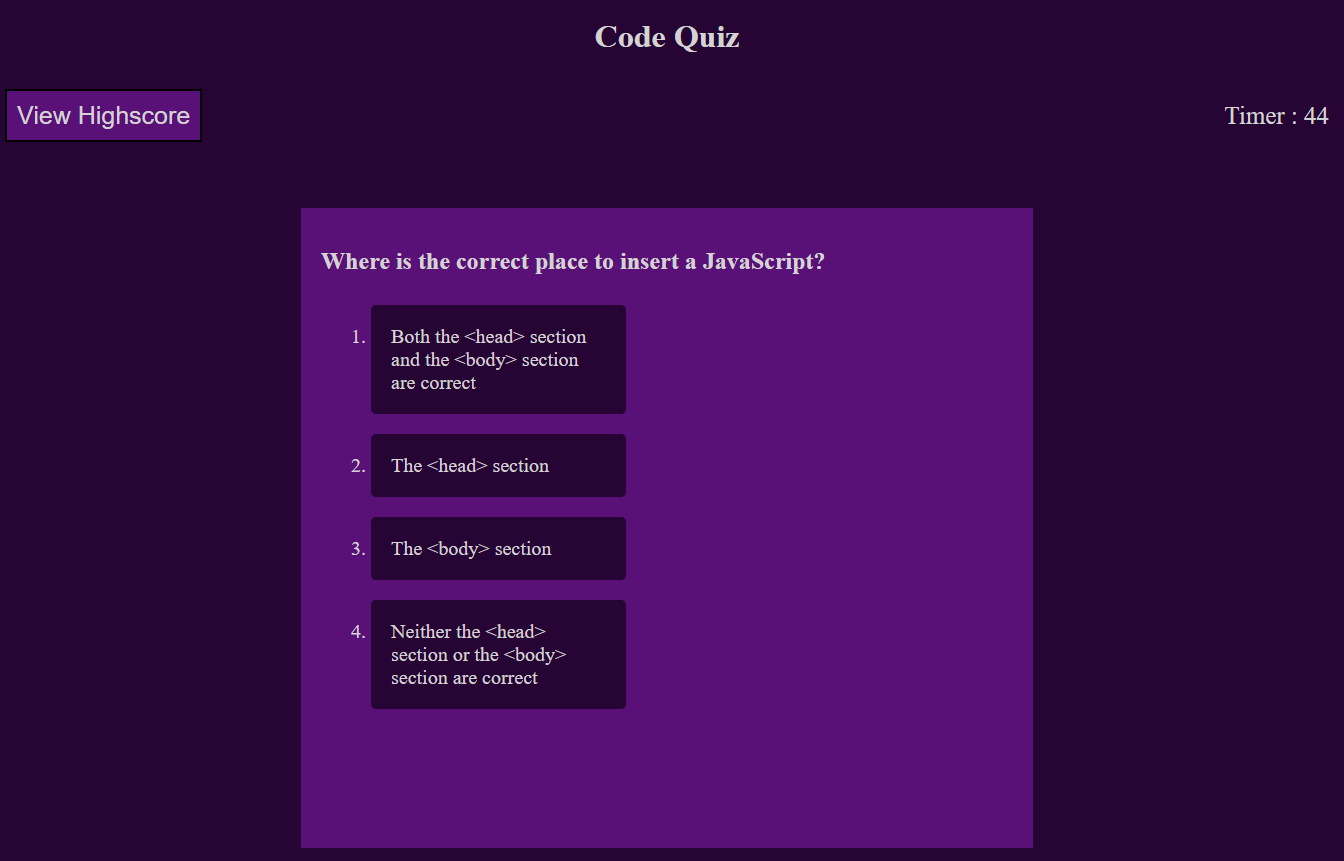 Code Quiz
View Highscore
Timer : 44
Where is the correct place to insert a JavaScript?
1. Both the <head> section
and the <body> section
are correct
2. The <head> section
3. The <body> section
4. Neither the <head>
section or the <body>
section are correct